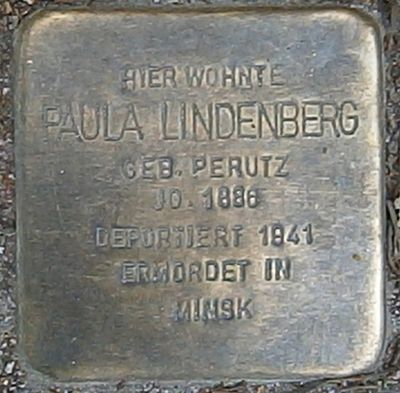 HIER WOHNTE
PAULA LINDENBERG
GEB. PERUTZ
JG. 1886
DEPORTIERT 1941
ERMORDET IN
MINSK